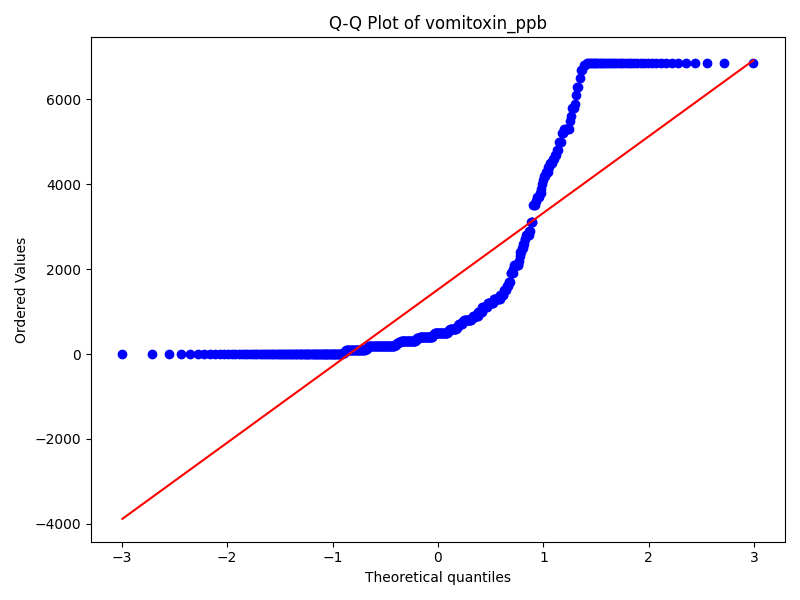 Q-Q Plot of vomitoxin_ppb
Ordered Values
6000
4000
2000
0
−2000
−4000
−3 −2 −1 0 1 2 3
Theoretical quantiles